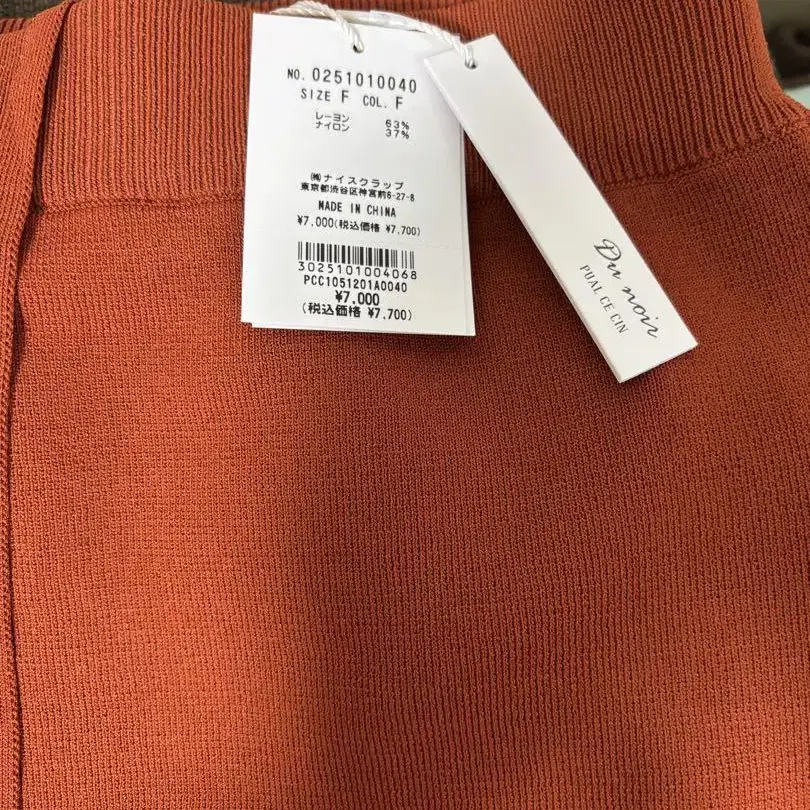 NO. 0251010040
SIZE F COL. F
レーヨン 63%
ナイロン 37%
㈱ナイスクラップ
東京都渋谷区神宮前6-27-8
MADE IN CHINA
¥7,000(税込価格 ¥7,700)
3025101004068
PCC1051201A0040
¥7,000
(税込価格 ¥7,700)
Du noir
PUAL CE CIN